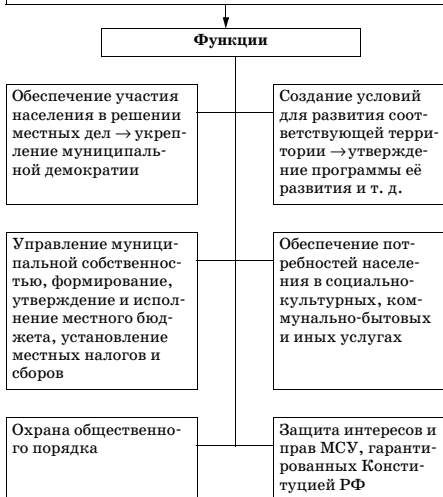 Функции
Обеспечение участия
населения в решении
местных дел → укреп-
ление муниципаль-
ной демократии
Создание условий
для развития соот-
ветствующей терри-
тории → утвержде-
ние программы её
развития и т. д.
Управление муници-
пальной собственнос-
тью, формирование,
утверждение и испол-
нение местного бюд-
жета, установление
местных налогов и
сборов
Обеспечение пот-
ребностей населе-
ния в социально-
культурных, ком-
мунально-бытовых
и иных услугах
Охрана общественно-
го порядка
Защита интересов и
прав МСУ, гаранти-
рованных Консти-
туцией РФ